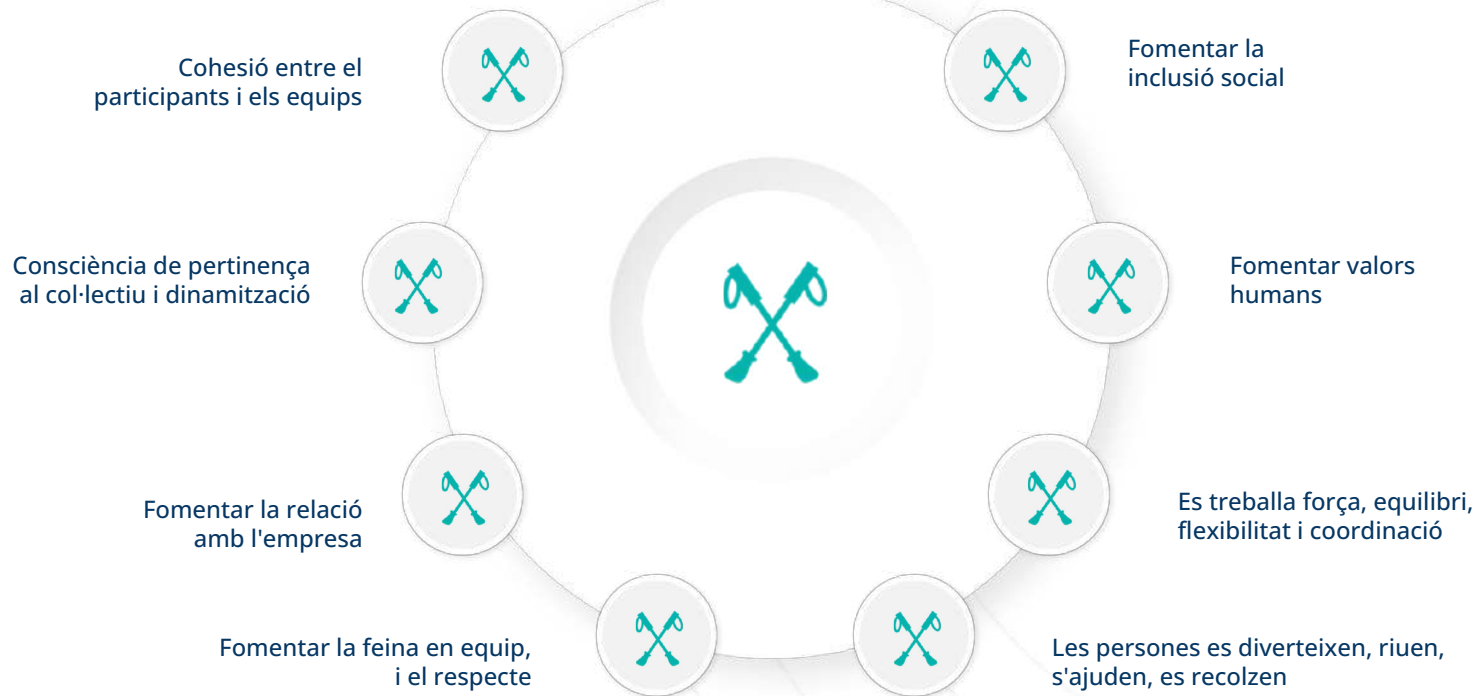 Cohesió entre el
participants i els equips
Fomentar la
inclusió social
Consciència de pertinença
al col·lectiu i dinamització
Fomentar valors
humans
Fomentar la relació
amb l'empresa
Es treballa força, equilibri,
flexibilitat i coordinació
Fomentar la feina en equip,
i el respecte
Les persones es diverteixen, riuen,
s'ajuden, es recolzen